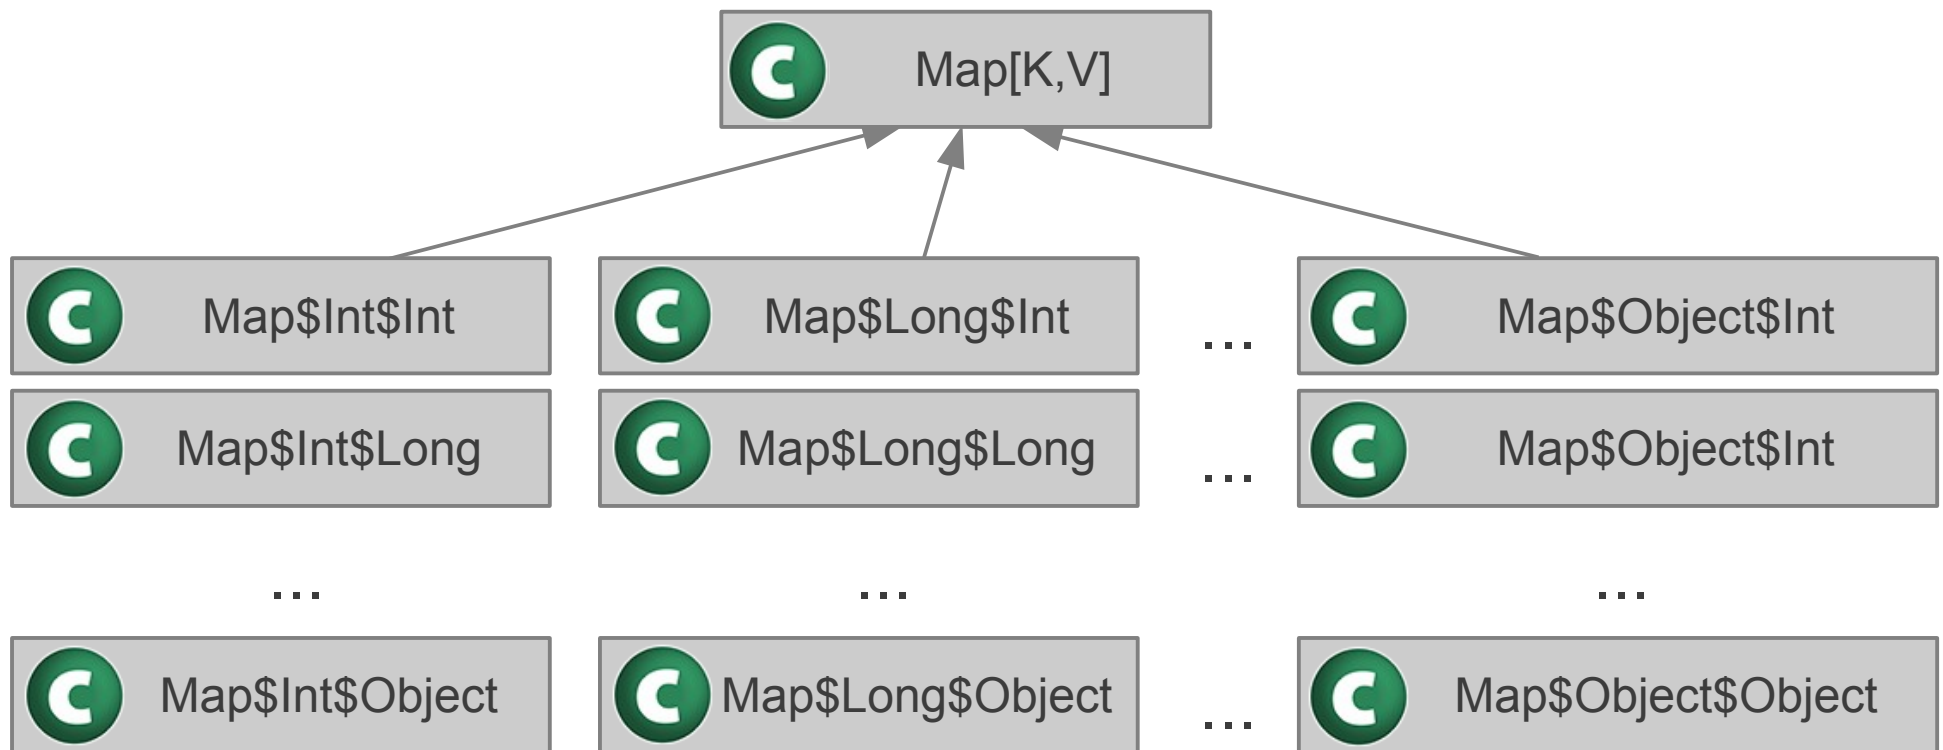 Map[K,V]
Map$Int$Int
Map$Long$Int
...
Map$Object$Int
Map$Int$Long
Map$Long$Long
...
Map$Object$Int
...
...
...
Map$Int$Object
Map$Long$Object
...
Map$Object$Object